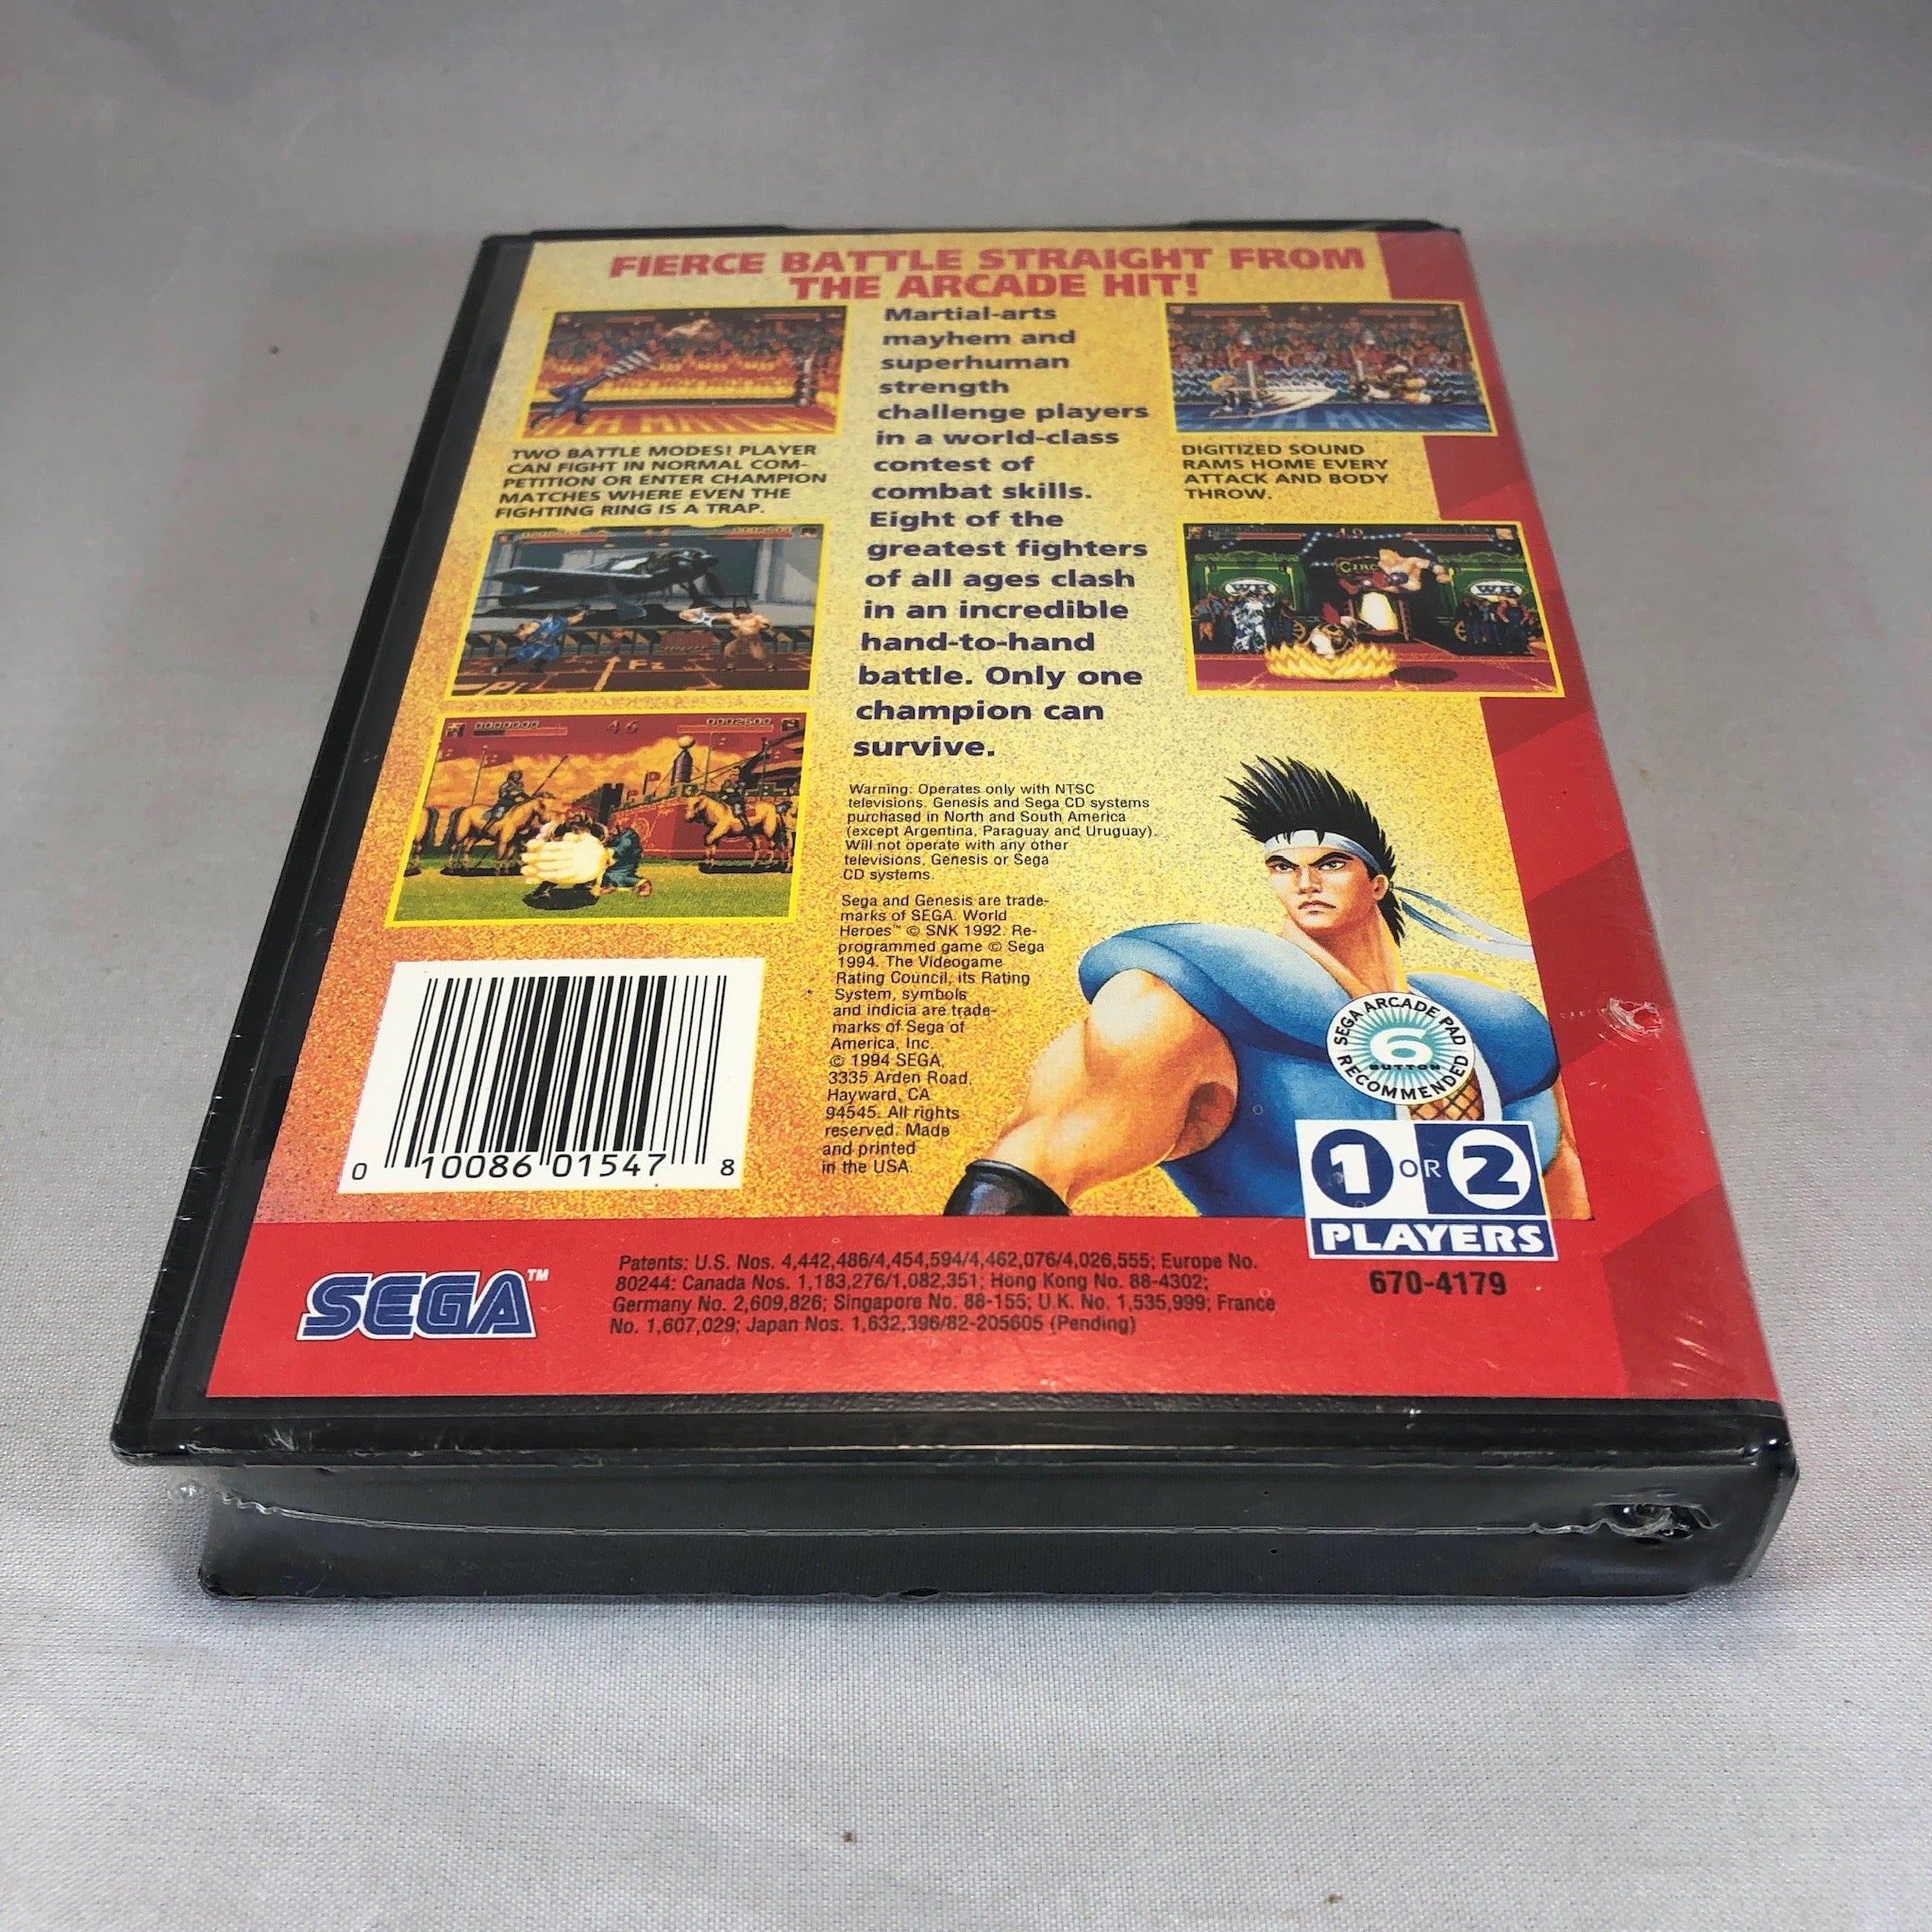 FIERCE BATTLE STRAIGHT FROM
THE ARCADE HIT!
TWO BATTLE MODES! PLAYER
CAN FIGHT IN NORMAL COM-
PETITION OR ENTER CHAMPION
MATCHES WHERE EVEN THE
FIGHTING RING IS A TRAP.
Martial-arts
mayhem and
superhuman
strength
challenge players
in a world-class
contest of
combat skills.
Eight of the
greatest fighters
of all ages clash
in an incredible
hand-to-hand
battle. Only one
champion can
survive.
DIGITIZED SOUND
RAMS HOME EVERY
ATTACK AND BODY
THROW.
46
49
CIRC
WH
WH
Warning: Operates only with NTSC
televisions, Genesis and Sega CD systems
purchased in North and South America
(except Argentina, Paraguay and Uruguay).
Will not operate with any other
televisions, Genesis or Sega
CD systems.
Sega and Genesis are trade-
marks of SEGA. World
Heroes™ © SNK 1992. Re-
programmed game © Sega
1994. The Videogame
Rating Council, its Rating
System, symbols
and indicia are trade-
marks of Sega of
America, Inc.
© 1994 SEGA,
3335 Arden Road,
Hayward, CA
94545. All rights
reserved. Made
and printed
in the USA.
0 10086 01547 8
SEGA ARCADE PAD
6
BUTTON
RECOMMENDED
1 OR 2
PLAYERS
670-4179
SEGA™
Patents: U.S. Nos. 4,442,486/4,454,594/4,462,076/4,026,555; Europe No.
80244: Canada Nos. 1,183,276/1,082,351; Hong Kong No. 88-4302;
Germany No. 2,609,826; Singapore No. 88-155; U.K. No. 1,535,999; France
No. 1,607,029; Japan Nos. 1,632,396/82-205605 (Pending)